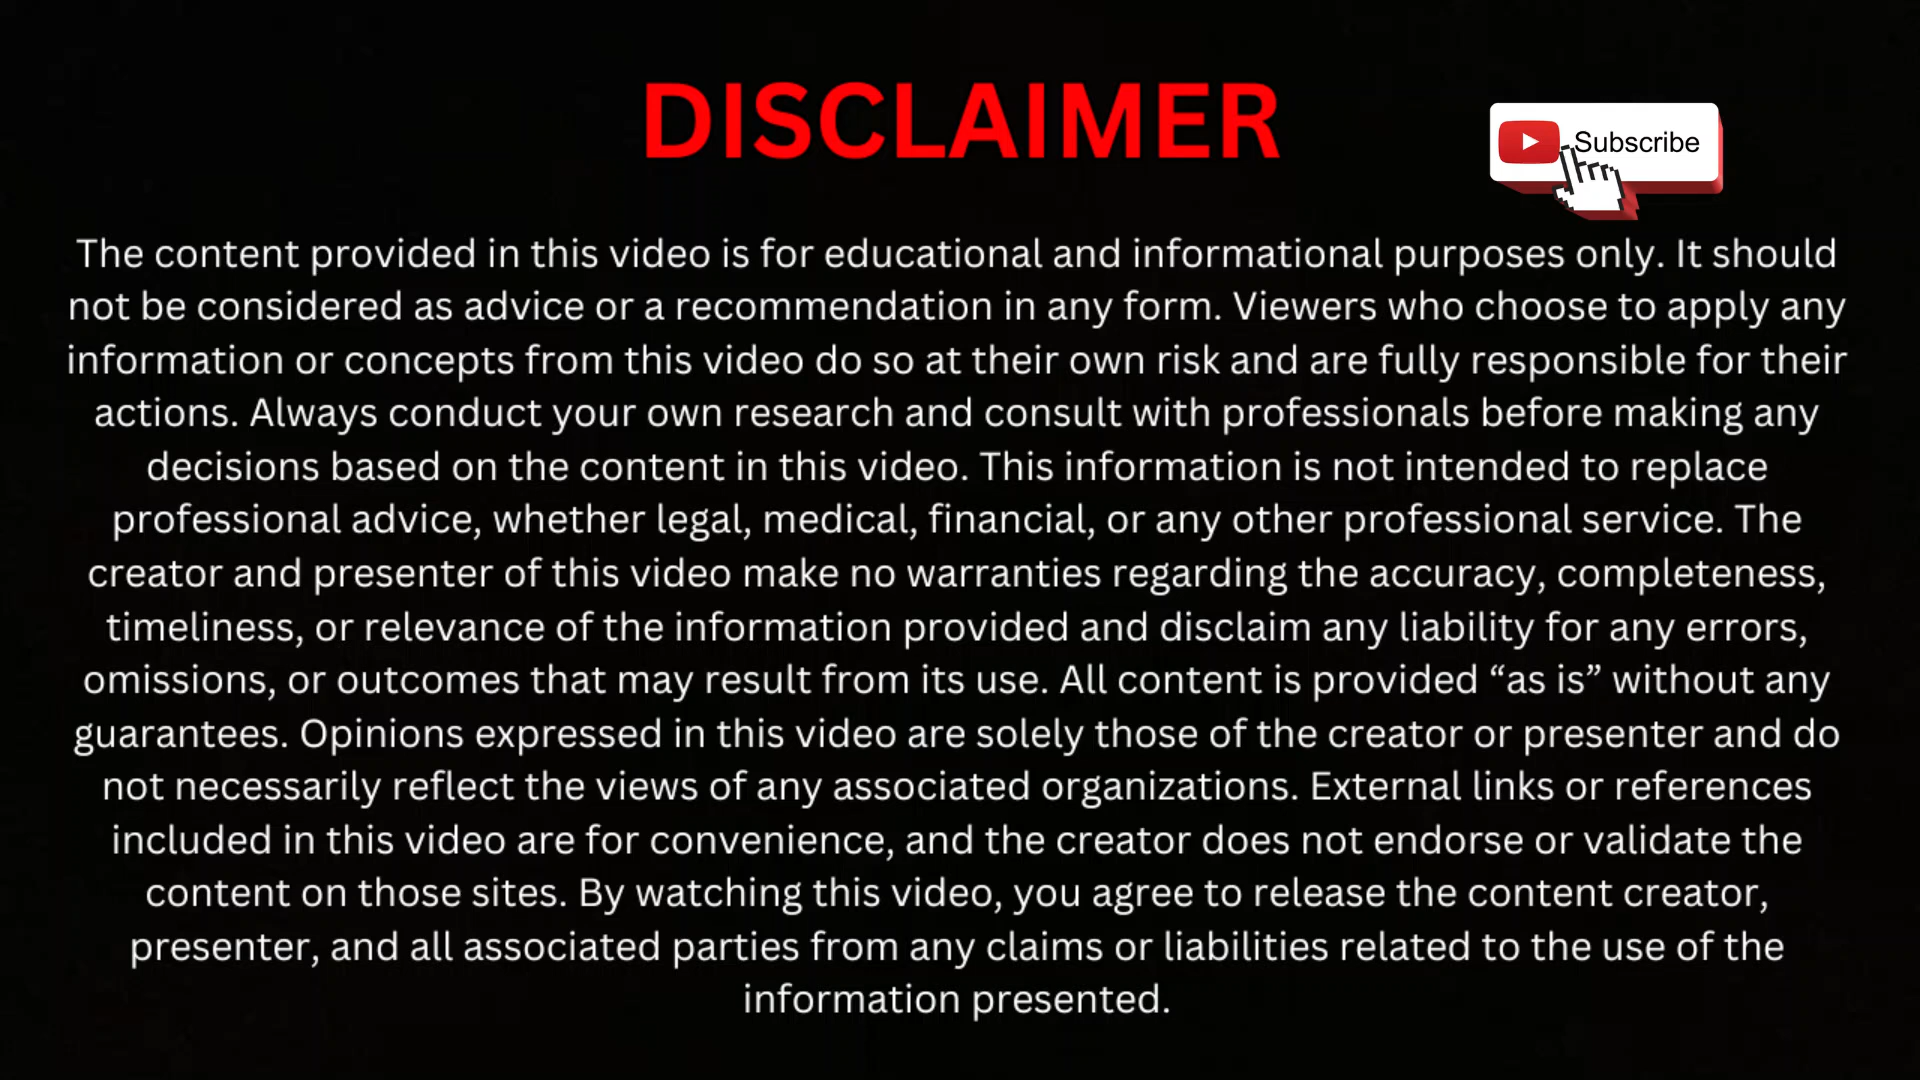 DISCLAIMER
Subscribe
The content provided in this video is for educational and informational purposes only. It should
not be considered as advice or a recommendation in any form. Viewers who choose to apply any
information or concepts from this video do so at their own risk and are fully responsible for their
actions. Always conduct your own research and consult with professionals before making any
decisions based on the content in this video. This information is not intended to replace
professional advice, whether legal, medical, financial, or any other professional service. The
creator and presenter of this video make no warranties regarding the accuracy, completeness,
timeliness, or relevance of the information provided and disclaim any liability for any errors,
omissions, or outcomes that may result from its use. All content is provided “as is” without any
guarantees. Opinions expressed in this video are solely those of the creator or presenter and do
not necessarily reflect the views of any associated organizations. External links or references
included in this video are for convenience, and the creator does not endorse or validate the
content on those sites. By watching this video, you agree to release the content creator,
presenter, and all associated parties from any claims or liabilities related to the use of the
information presented.